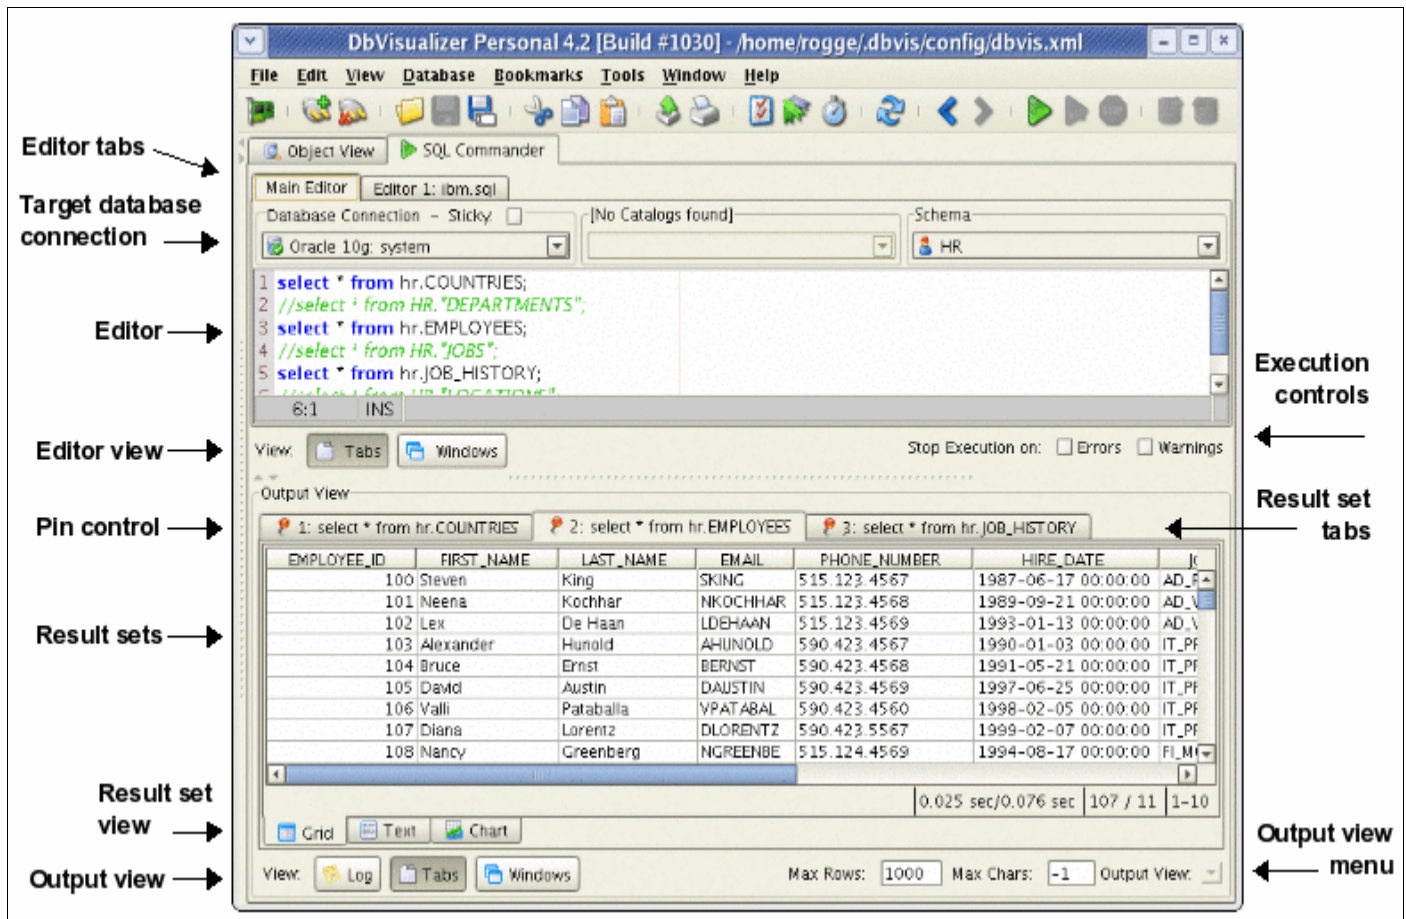 DbVisualizer Personal 4.2 [Build #1030] - /home/rogge/.dbvis/config/dbvis.xml
File Edit View Database Bookmarks Tools Window Help
Editor tabs
Object View SQL Commander
Main Editor Editor 1: ibm.sql
Target database
connection
Database Connection - Sticky: [No Catalogs found] Schema
Oracle 10g: system HR
Editor
1 select * from hr.COUNTRIES;
2 //select * from HR."DEPARTMENTS";
3 select * from hr.EMPLOYEES;
4 //select * from HR."JOBS";
5 select * from hr.JOB_HISTORY;
6 //select * from HR."LOCATIONS"
6:1 INS
Execution
controls
Editor view
View: Tabs Windows Stop Execution on: Errors Warnings
Output View
Pin control
Result set
tabs
1: select * from hr.COUNTRIES 2: select * from hr.EMPLOYEES 3: select * from hr.JOB_HISTORY
EMPLOYEE_ID FIRST_NAME LAST_NAME EMAIL PHONE_NUMBER HIRE_DATE
100 Steven King SKING 515.123.4567 1987-06-17 00:00:00 AD_P
101 Neena Kochhar NKOCHHAR 515.123.4568 1989-09-21 00:00:00 AD_V
102 Lex De Haan LDEHAAN 515.123.4569 1993-01-13 00:00:00 AD_V
103 Alexander Hunold AHUNOLD 590.423.4567 1990-01-03 00:00:00 IT_PR
104 Bruce Ernst BERNST 590.423.4568 1991-05-21 00:00:00 IT_PR
105 David Austin DAUSTIN 590.423.4569 1997-06-25 00:00:00 IT_PR
106 Valli Pataballa VPATABAL 590.423.4560 1998-02-05 00:00:00 IT_PR
107 Diana Lorentz DLORENTZ 590.423.5567 1999-02-07 00:00:00 IT_PR
108 Nancy Greenberg NGREENBE 515.124.4569 1994-08-17 00:00:00 FI_M
Result sets
0.025 sec/0.076 sec 107 / 11 1-10
Result set
view
Grid Text Chart
Output view
View: Log Tabs Windows Max Rows: 1000 Max Chars: -1 Output View:
Output view
menu